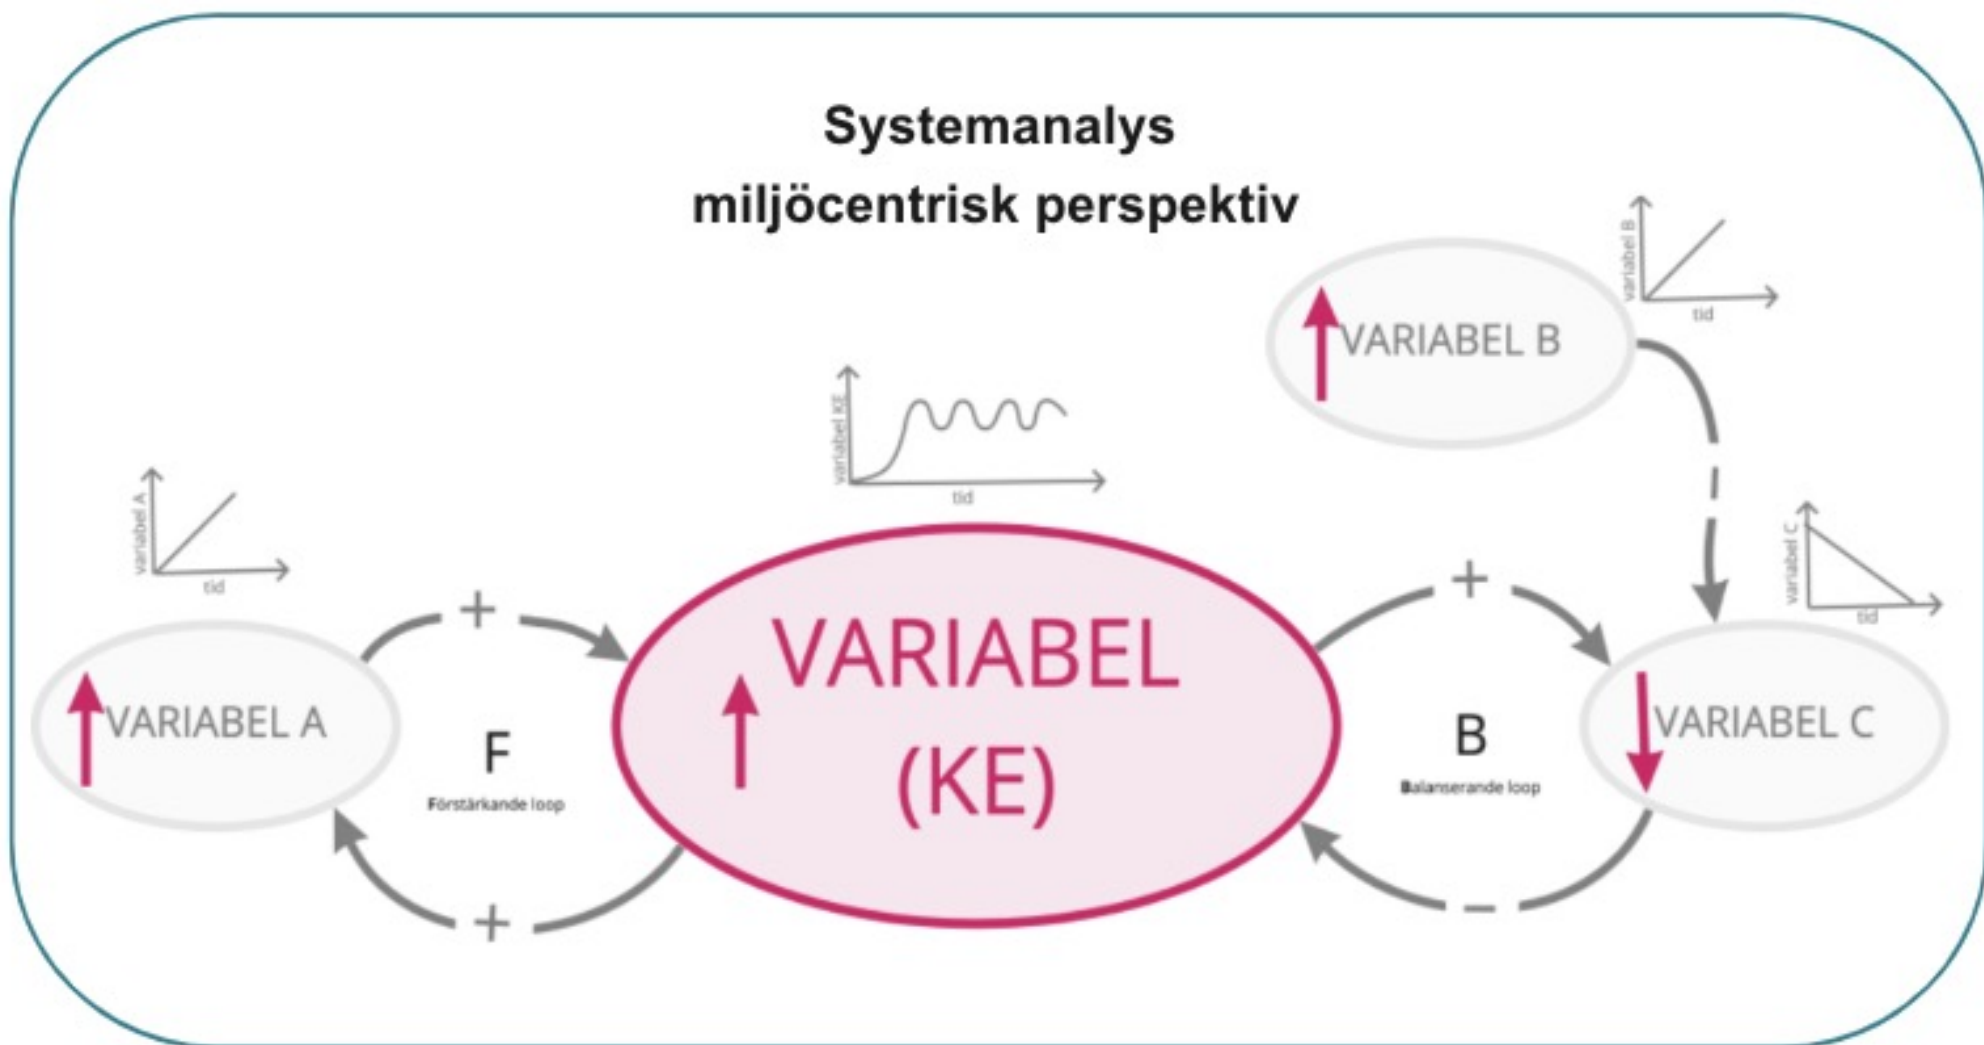 Systemanalys
miljöcentrisk perspektiv
variabel B
tid
VARIABEL B
variabel KE
tid
variabel A
tid
variabel C
tid
+
+
VARIABEL
(KE)
VARIABEL A
F
Förstärkande loop
B
Balanserande loop
VARIABEL C
+
–